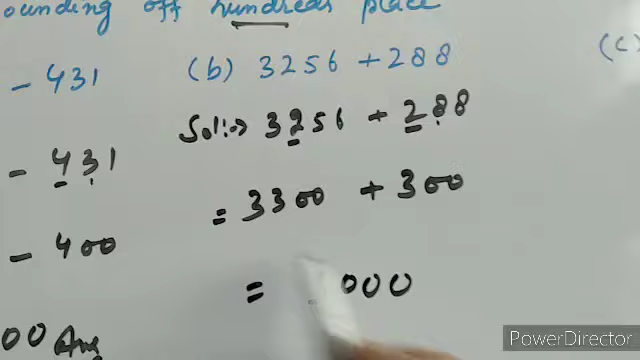 ounding off hundreds place
- 431 (b) 3256 + 288 (c)
Sol:-> 3256 + 288
- 431
= 3300 + 300
- 400
= 000
00 Ans
PowerDirector